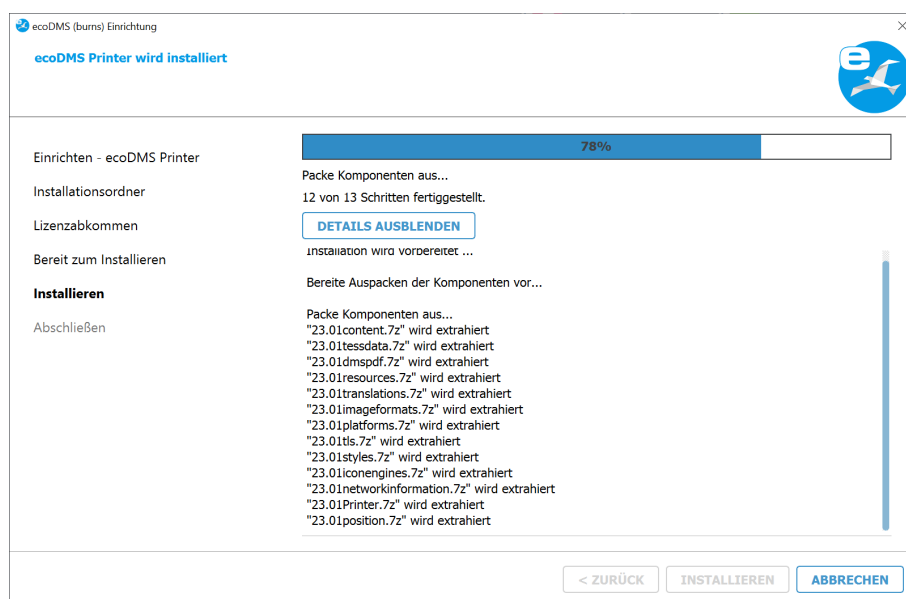 ecoDMS (burns) Einrichtung
ecoDMS Printer wird installiert
e
Einrichten - ecoDMS Printer
Installationsordner
Lizenzabkommen
Bereit zum Installieren
Installieren
Abschließen
78%
Packe Komponenten aus...
12 von 13 Schritten fertiggestellt.
DETAILS AUSBLENDEN
Installation wird vorbereitet ...
Bereite Auspacken der Komponenten vor...
Packe Komponenten aus...
"23.01content.7z" wird extrahiert
"23.01tessdata.7z" wird extrahiert
"23.01dmspdf.7z" wird extrahiert
"23.01resources.7z" wird extrahiert
"23.01translations.7z" wird extrahiert
"23.01imageformats.7z" wird extrahiert
"23.01platforms.7z" wird extrahiert
"23.01tls.7z" wird extrahiert
"23.01styles.7z" wird extrahiert
"23.01iconengines.7z" wird extrahiert
"23.01networkinformation.7z" wird extrahiert
"23.01Printer.7z" wird extrahiert
"23.01position.7z" wird extrahiert
< ZURÜCK
INSTALLIEREN
ABBRECHEN